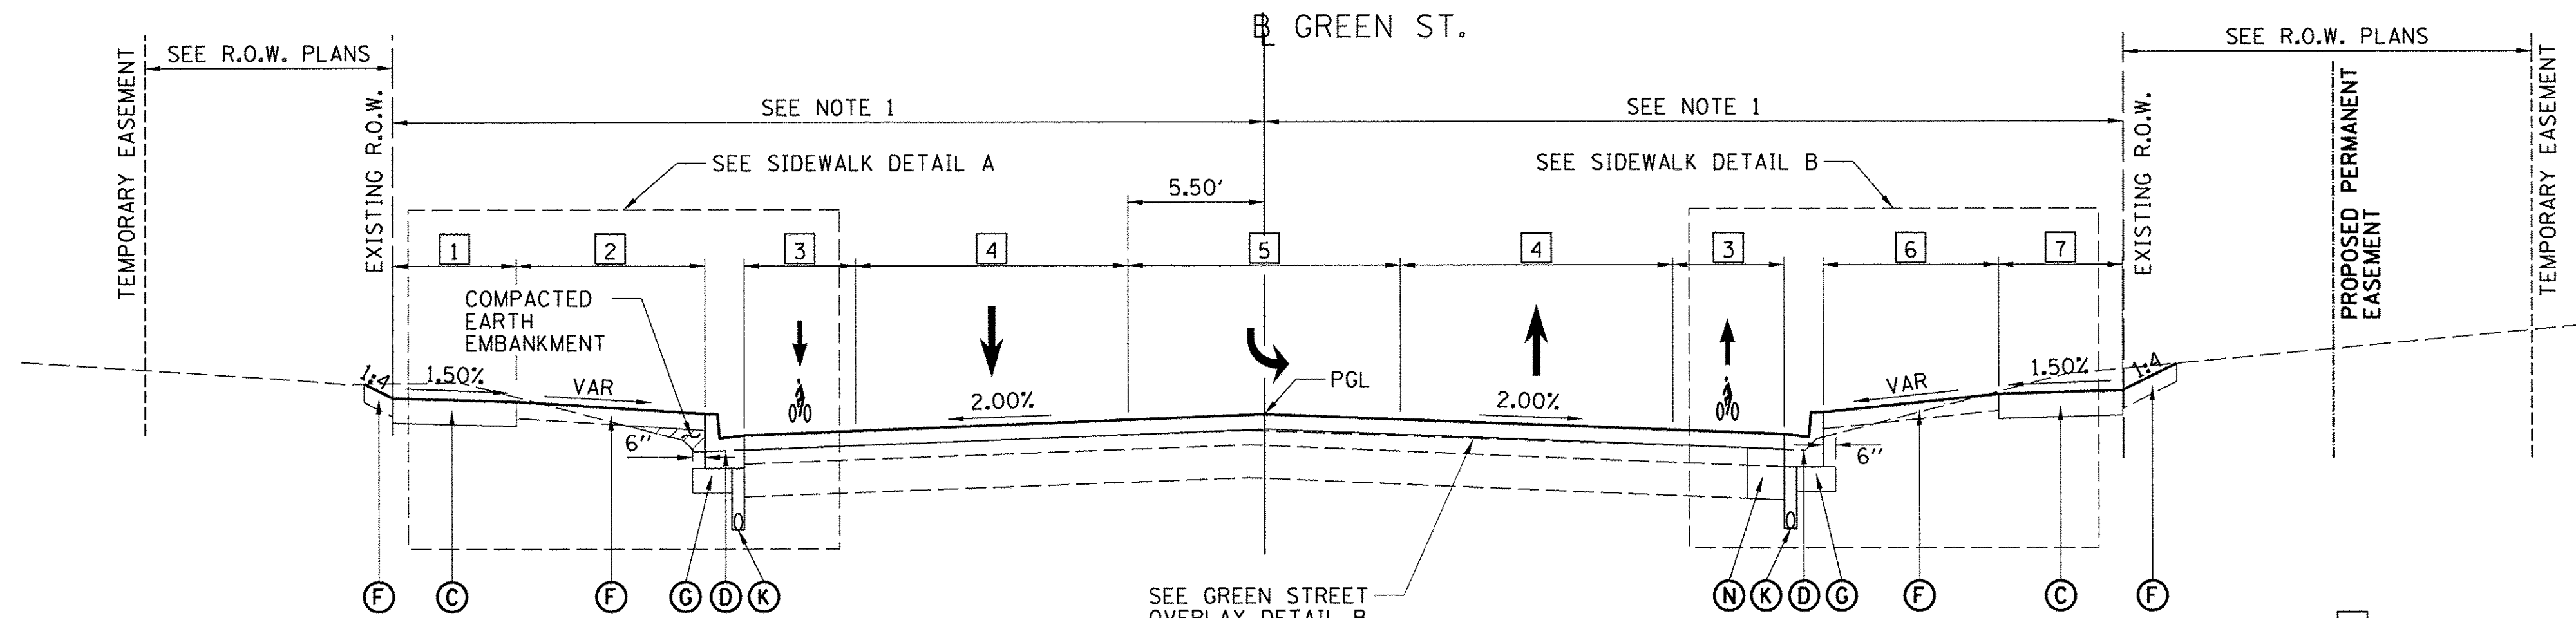 ℄ GREEN ST.
SEE R.O.W. PLANS
SEE R.O.W. PLANS
TEMPORARY EASEMENT
EXISTING R.O.W.
SEE NOTE 1
SEE NOTE 1
EXISTING R.O.W.
PROPOSED PERMANENT
EASEMENT
TEMPORARY EASEMENT
SEE SIDEWALK DETAIL A
SEE SIDEWALK DETAIL B
5.50'
1
2
3
4
5
4
3
6
7
COMPACTED
EARTH
EMBANKMENT
1:4
1.50%
VAR
2.00%
PGL
2.00%
VAR
1.50%
1:4
6"
6"
F
C
F
G
D
K
SEE GREEN STREET
OVERLAY DETAIL B
N
K
D
G
F
C
F